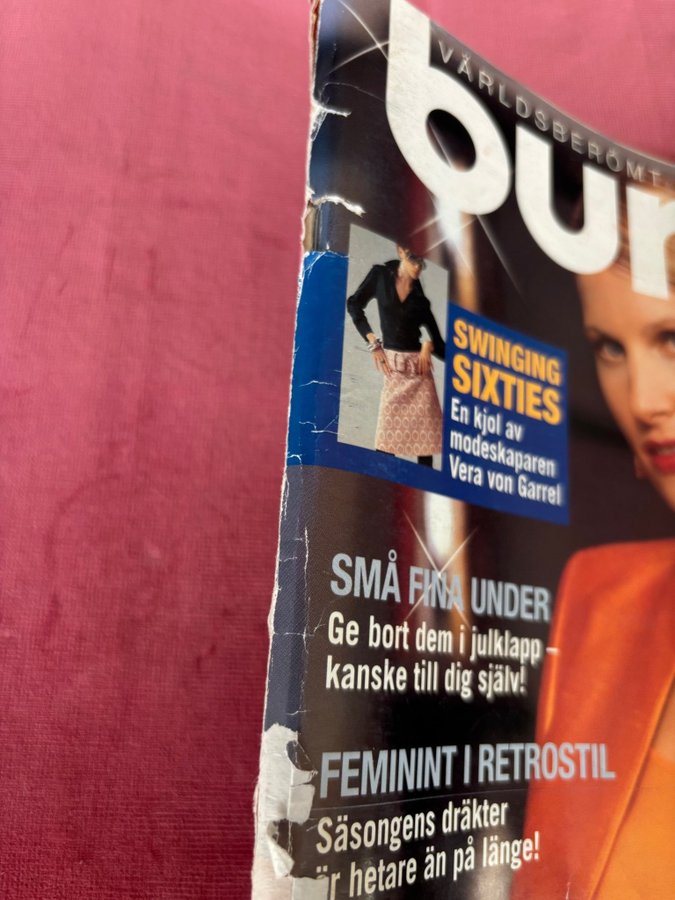 VÄRLDSBERÖMT
bur
SWINGING
SIXTIES
En kjol av
modeskaparen
Vera von Garrel
SMÅ FINA UNDER
Ge bort dem i julklapp –
kanske till dig själv!
FEMININT I RETROSTIL
Säsongens dräkter
är hetare än på länge!